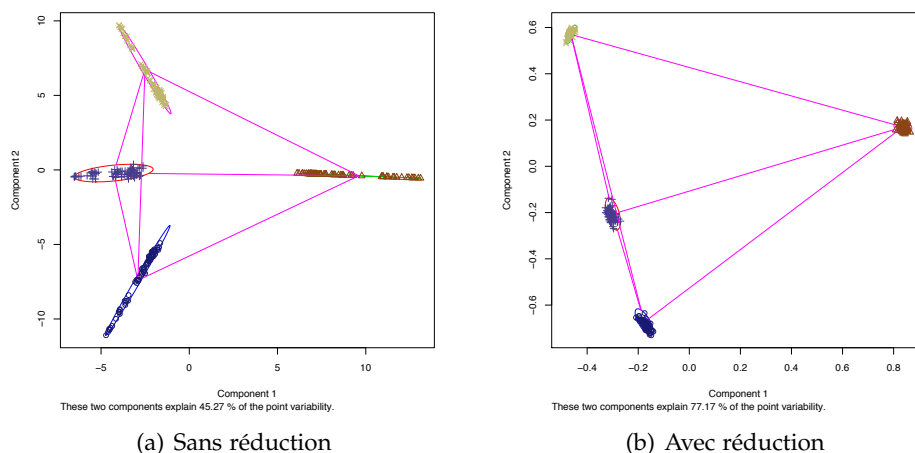 10
5
0
−5
−10
Component 2
−5
0
5
10
Component 1
These two components explain 45.27 % of the point variability.
(a) Sans réduction
0.6
0.4
0.2
0.0
−0.2
−0.4
−0.6
Component 2
−0.4
−0.2
0.0
0.2
0.4
0.6
0.8
Component 1
These two components explain 77.17 % of the point variability.
(b) Avec réduction